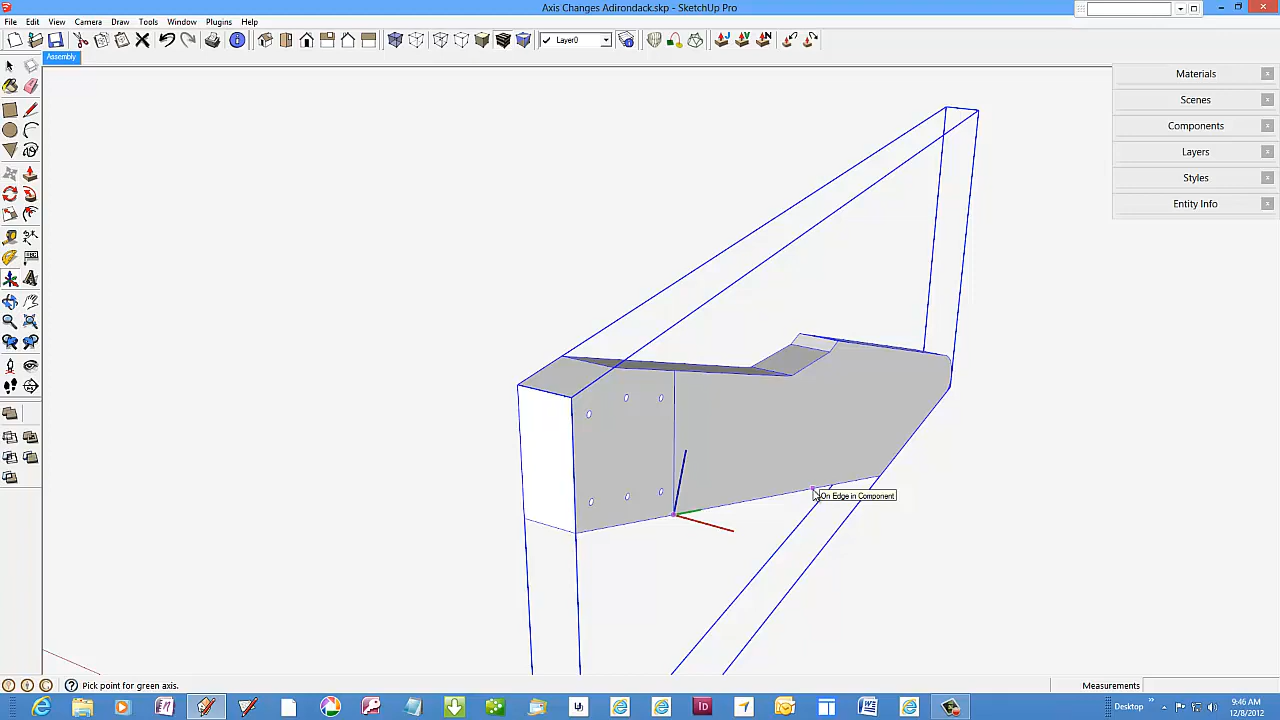 Axis Changes Adirondack.skp - SketchUp Pro
File Edit View Camera Draw Tools Window Plugins Help
Layer0
Assembly
Materials
Scenes
Components
Layers
Styles
Entity Info
On Edge in Component
Pick point for green axis.
Measurements
Desktop
9:46 AM
12/8/2012